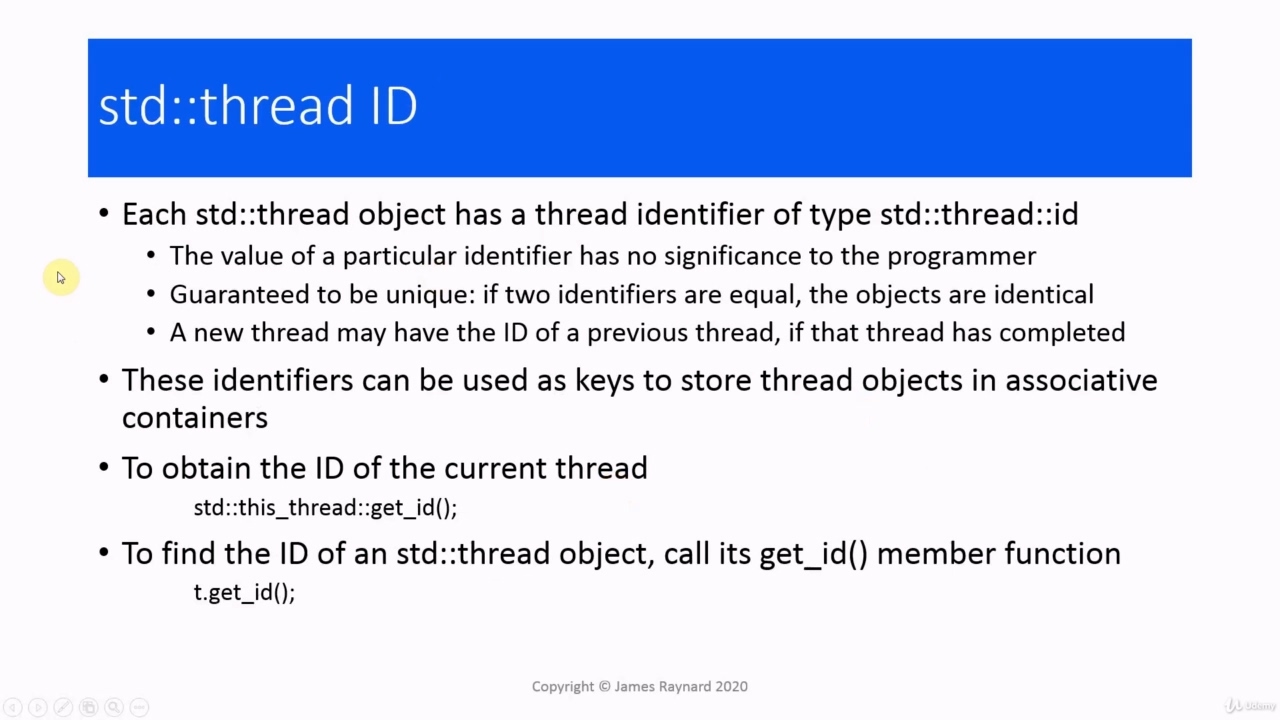 std::thread ID
• Each std::thread object has a thread identifier of type std::thread::id
• The value of a particular identifier has no significance to the programmer
• Guaranteed to be unique: if two identifiers are equal, the objects are identical
• A new thread may have the ID of a previous thread, if that thread has completed
• These identifiers can be used as keys to store thread objects in associative
containers
• To obtain the ID of the current thread
std::this_thread::get_id();
• To find the ID of an std::thread object, call its get_id() member function
t.get_id();
Copyright © James Raynard 2020
Udemy